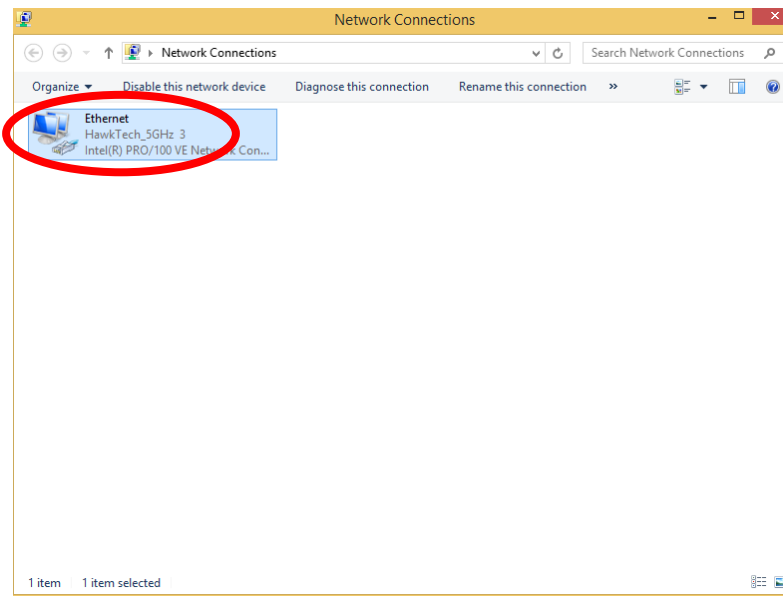 Network Connections
Network Connections
Search Network Connections
Organize
Disable this network device
Diagnose this connection
Rename this connection
»
Ethernet
HawkTech_5GHz 3
Intel(R) PRO/100 VE Network Con...
1 item
1 item selected